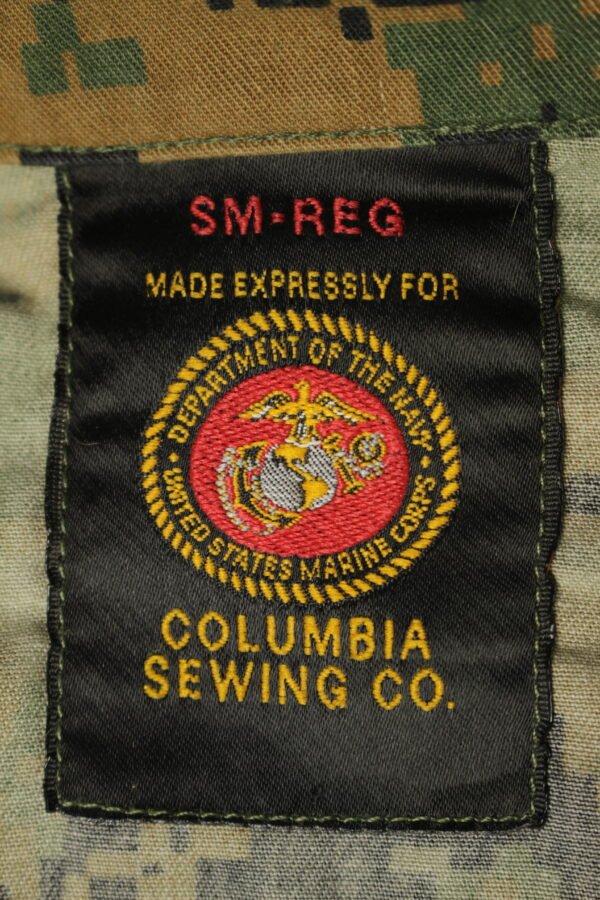 SM-REG
MADE EXPRESSLY FOR
DEPARTMENT OF THE NAVY
UNITED STATES MARINE CORPS
COLUMBIA
SEWING CO.